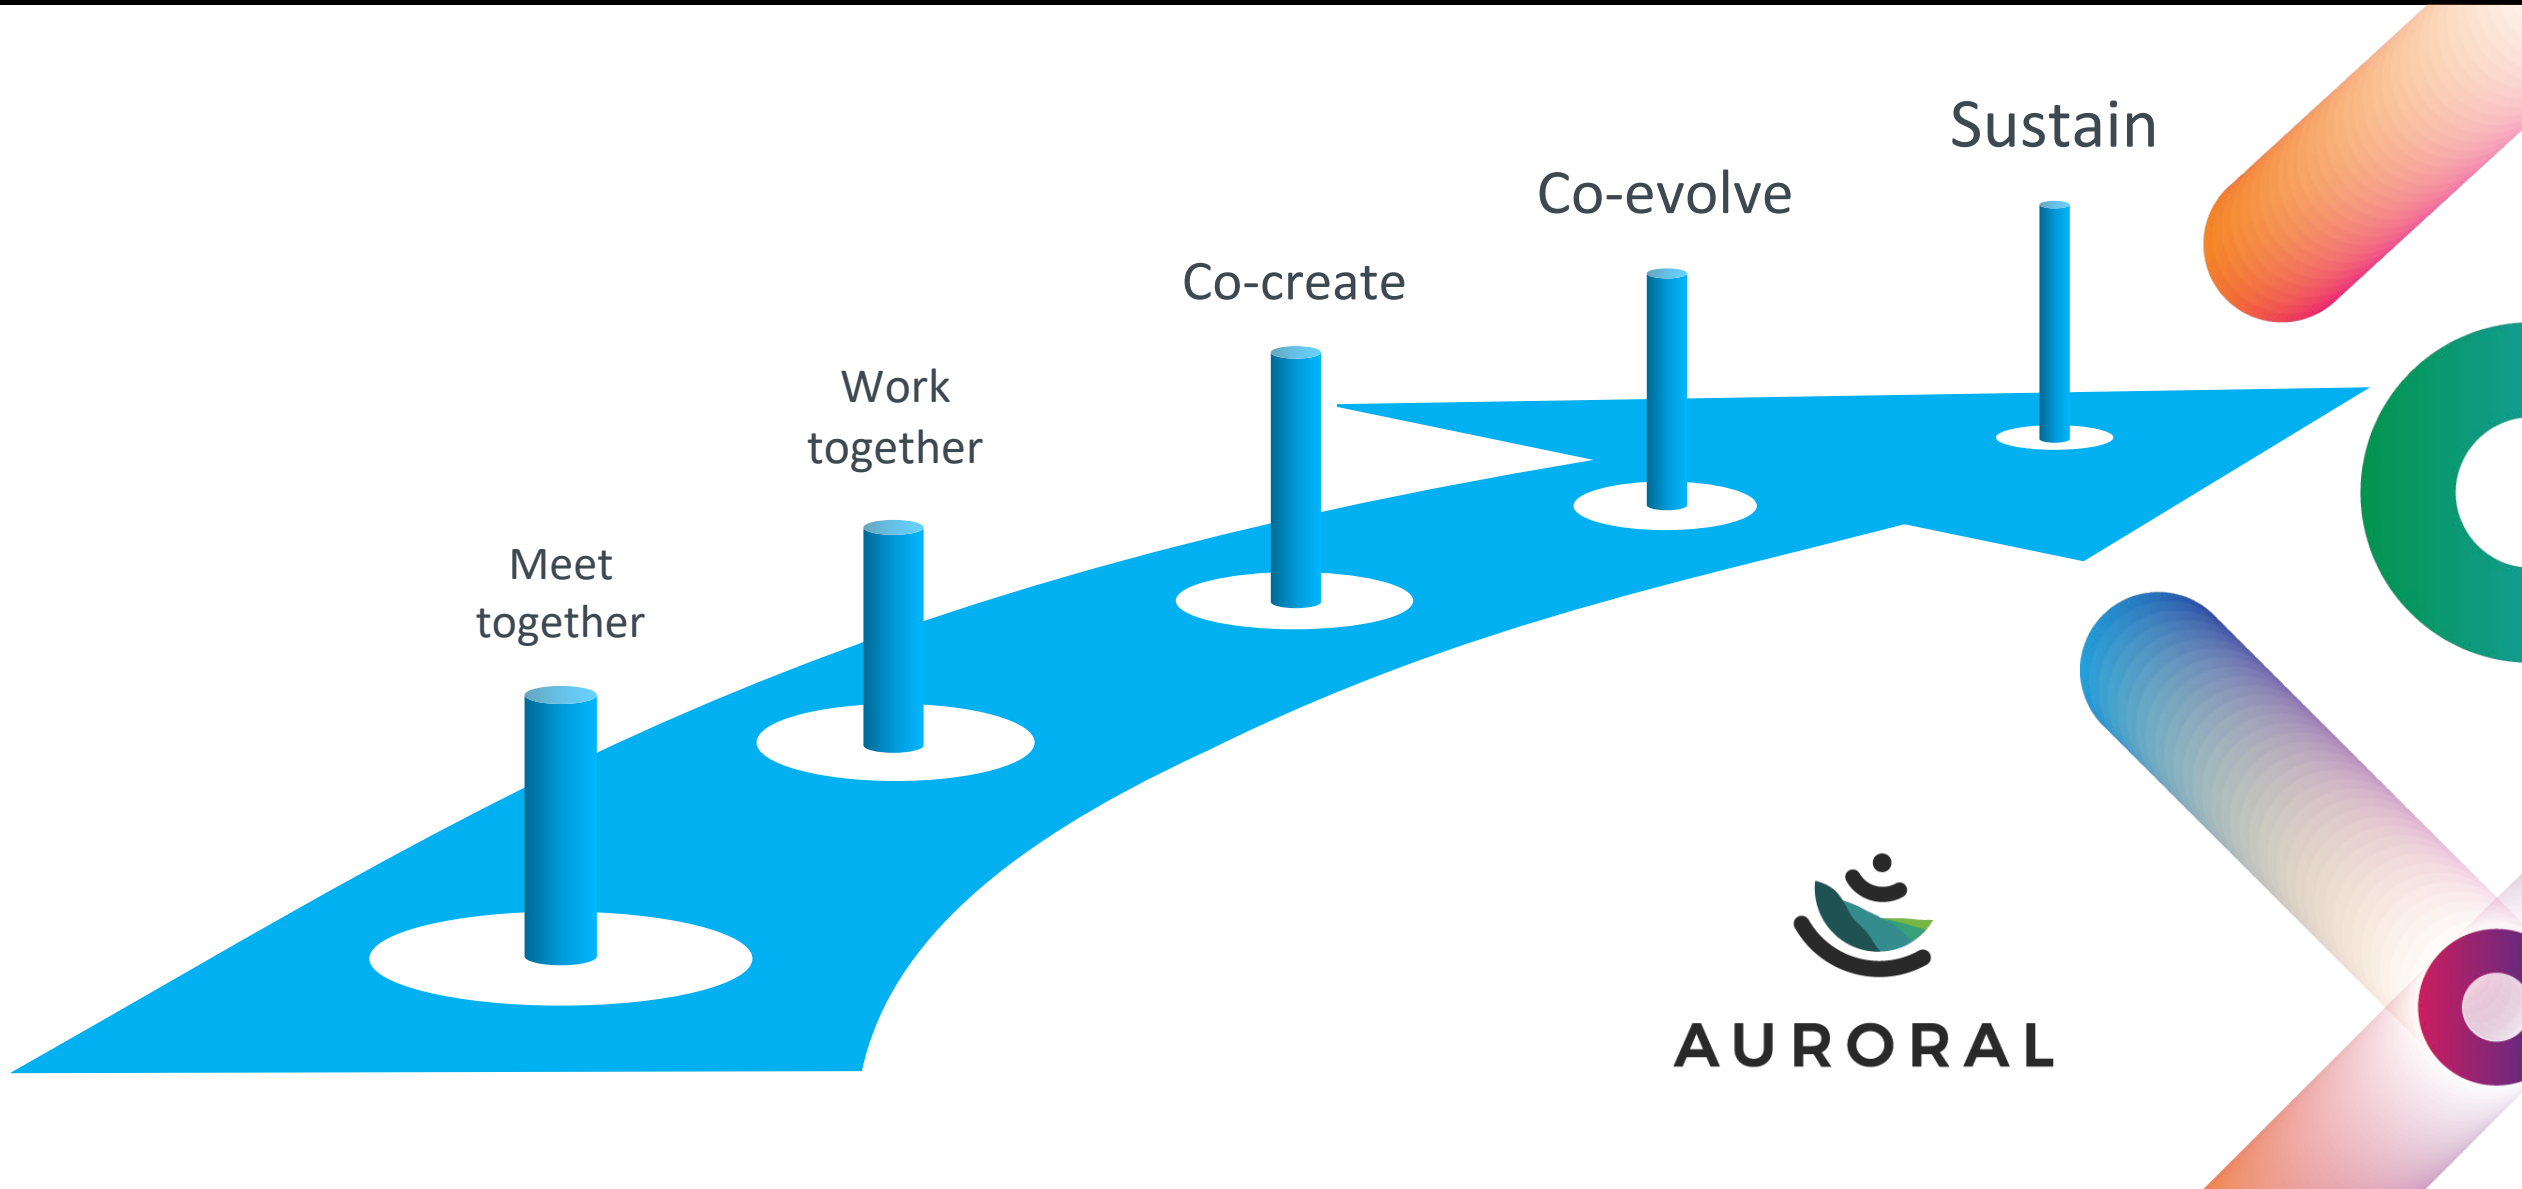 Meet
together
Work
together
Co-create
Co-evolve
Sustain
AURORAL